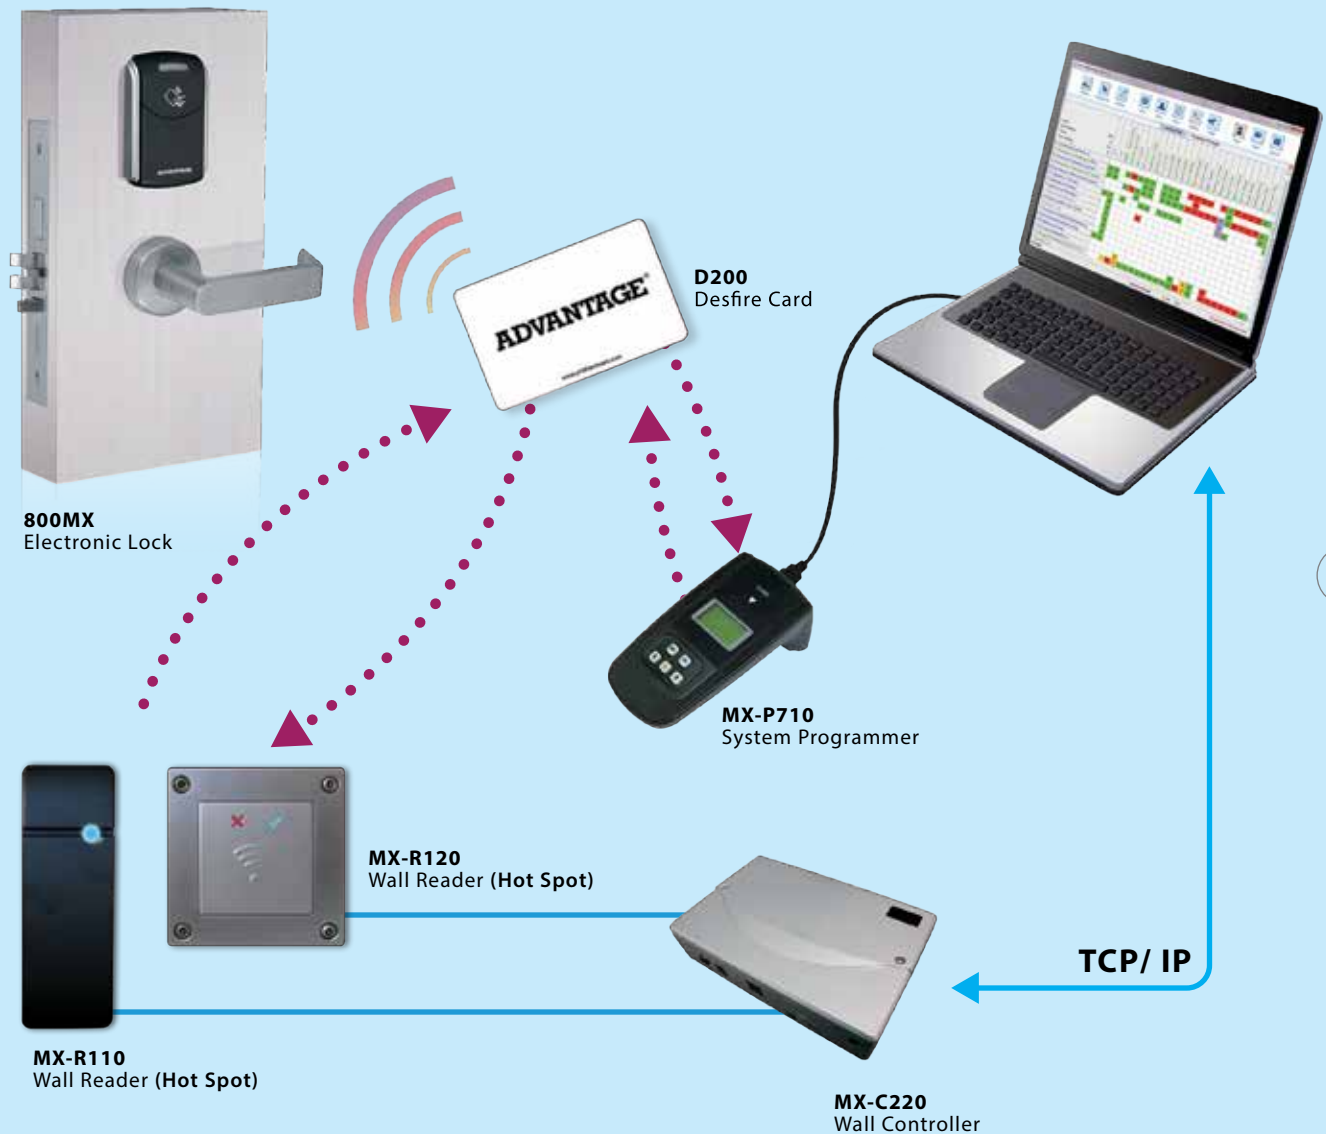 ADVANTAGE®
D200
Desfire Card
800MX
Electronic Lock
MX-P710
System Programmer
MX-R120
Wall Reader (Hot Spot)
TCP/ IP
MX-R110
Wall Reader (Hot Spot)
MX-C220
Wall Controller